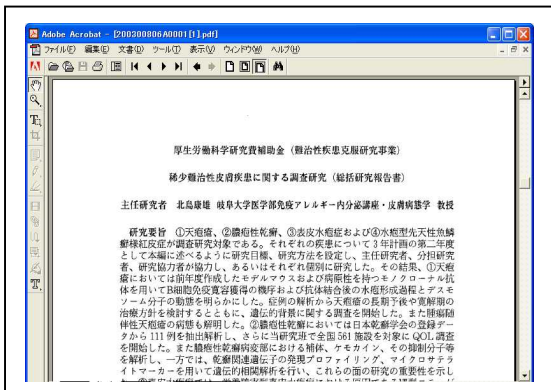 Adobe Acrobat - [200300806A0001[1].pdf]
ファイル(F) 編集(E) 文書(D) ツール(T) 表示(V) ウィンドウ(W) ヘルプ(H)
厚生労働科学研究費補助金(難治性疾患克服研究事業)
稀少難治性皮膚疾患に関する調査研究(総括研究報告書)
主任研究者 北島康雄 岐阜大学医学部免疫アレルギー内分泌講座・皮膚病態学 教授
研究要旨 ①天疱瘡、②膿疱性乾癬、③表皮水疱症および④水疱型先天性魚鱗
癬様紅皮症が調査研究対象である。それぞれの疾患について3年計画の第二年度
として本編に述べるように研究目標、研究方法を設定し、主任研究者、分担研究
者、研究協力者が協力し、あるいはそれぞれ個別に研究した。その結果、①天疱
瘡においては前年度作成したモデルマウスおよび病原性を持つモノクローナル抗
体を用いてB細胞免疫寛容獲得の機序および抗体結合後の水疱形成過程とデスモ
ソーム分子の動態を明らかにした。症例の解析から天疱瘡の長期予後や寛解期の
治療方針を検討するとともに、遺伝的背景に関する調査を開始した。また腫瘍随
伴性天疱瘡の病態も解明した。②膿疱性乾癬においては日本乾癬学会の登録デー
タから111例を抽出解析し、さらに当研究班で全国561施設を対象にQOL調査
を開始した。また膿疱性乾癬病変部における補体、ケモカイン、その抑制分子等
を解析し、一方では、乾癬関連遺伝子の発現プロファイリング、マイクロサテラ
イトマーカーを用いて遺伝的相関解析を行い、これらの面の研究の重要性を示し